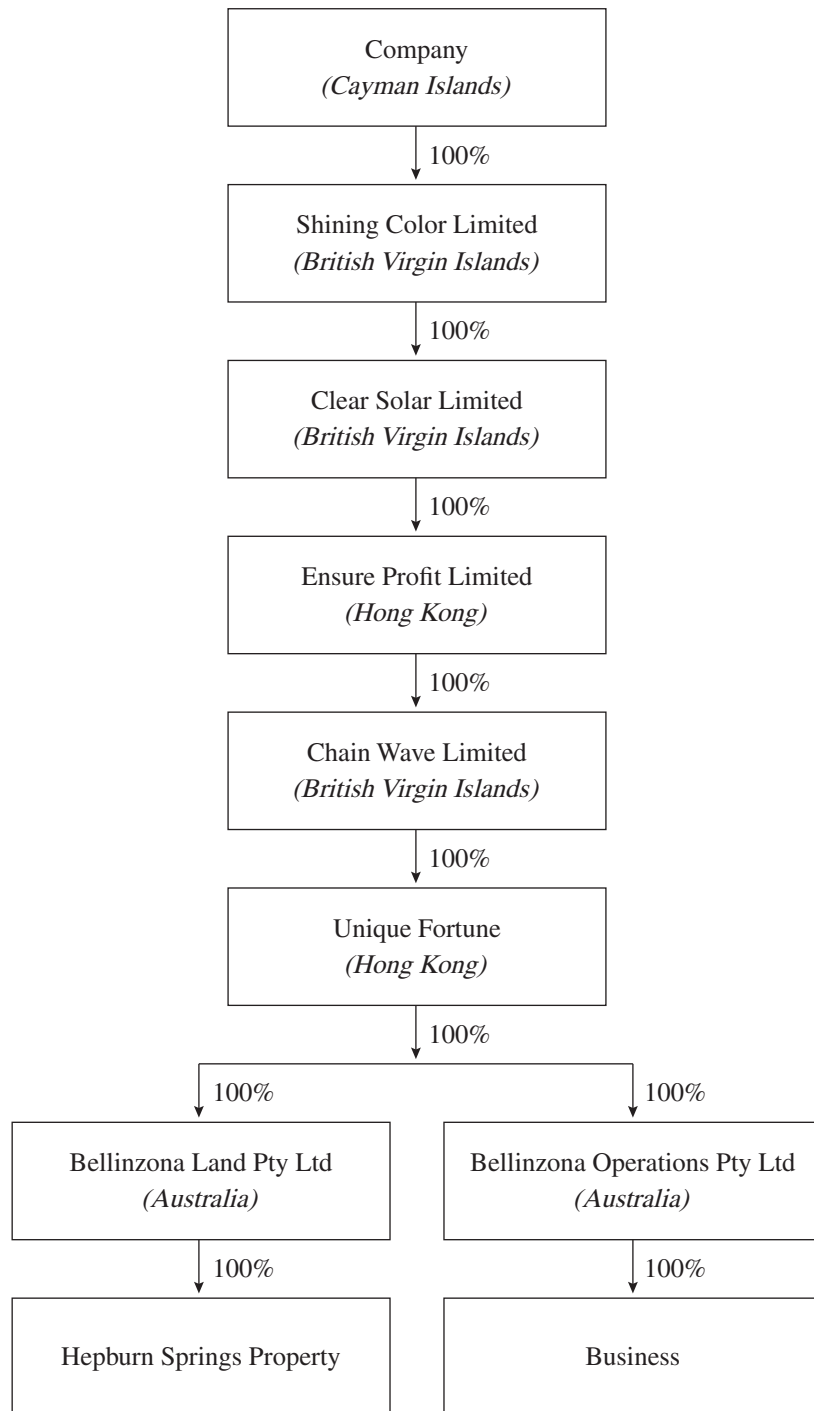 Company
(Cayman Islands)
100%
Shining Color Limited
(British Virgin Islands)
100%
Clear Solar Limited
(British Virgin Islands)
100%
Ensure Profit Limited
(Hong Kong)
100%
Chain Wave Limited
(British Virgin Islands)
100%
Unique Fortune
(Hong Kong)
100%
100%
100%
Bellinzona Land Pty Ltd
(Australia)
Bellinzona Operations Pty Ltd
(Australia)
100%
100%
Hepburn Springs Property
Business